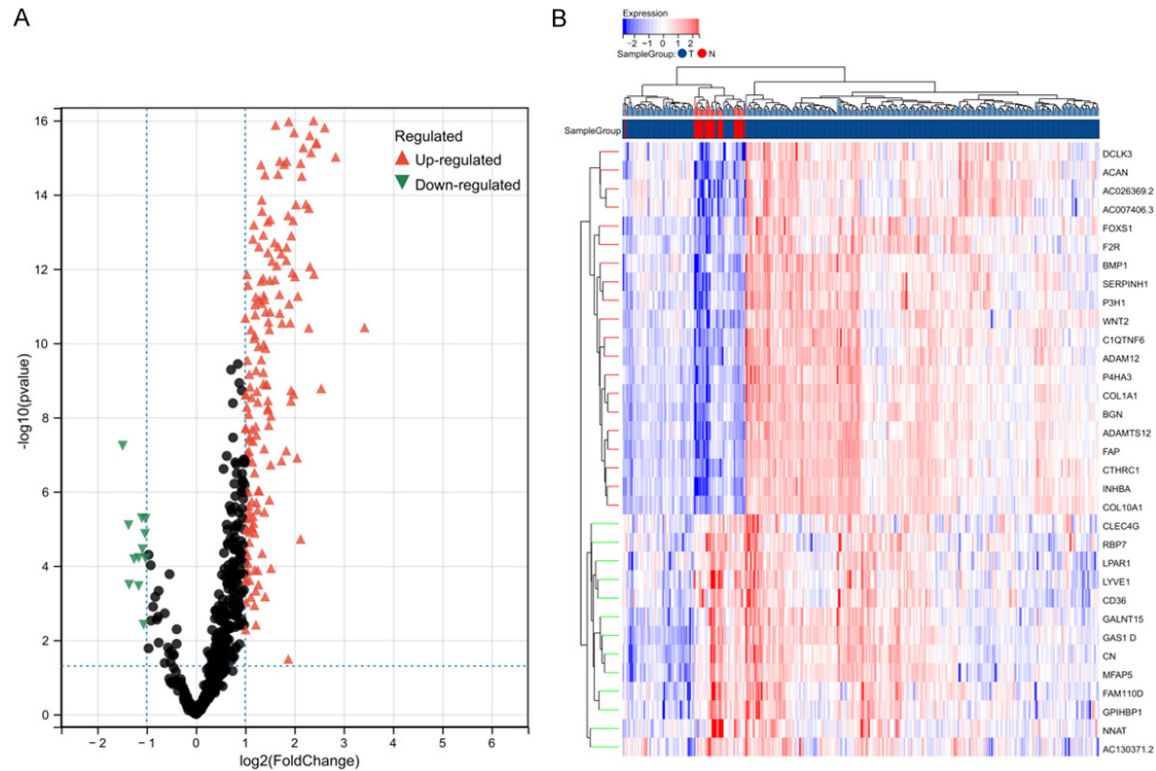 A
16
14
12
10
8
6
4
2
0
-log10(pvalue)
Regulated
Up-regulated
Down-regulated
−2
−1
0
1
2
3
4
5
6
log2(FoldChange)
B
Expression
−2 −1 0 1 2
SampleGroup: T N
SampleGroup
DCLK3
ACAN
AC026369.2
AC007406.3
FOXS1
F2R
BMP1
SERPINH1
P3H1
WNT2
C1QTNF6
ADAM12
P4HA3
COL1A1
BGN
ADAMTS12
FAP
CTHRC1
INHBA
COL10A1
CLEC4G
RBP7
LPAR1
LYVE1
CD36
GALNT15
GAS1 D
CN
MFAP5
FAM110D
GPIHBP1
NNAT
AC130371.2